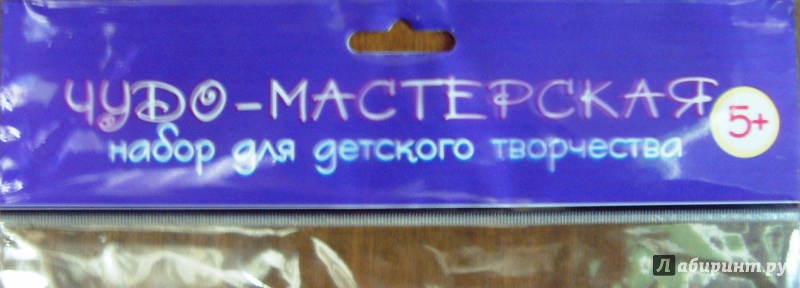 ЧУДО-МАСТЕРСКАЯ
5+
набор для детского творчества
Лабиринт.ру